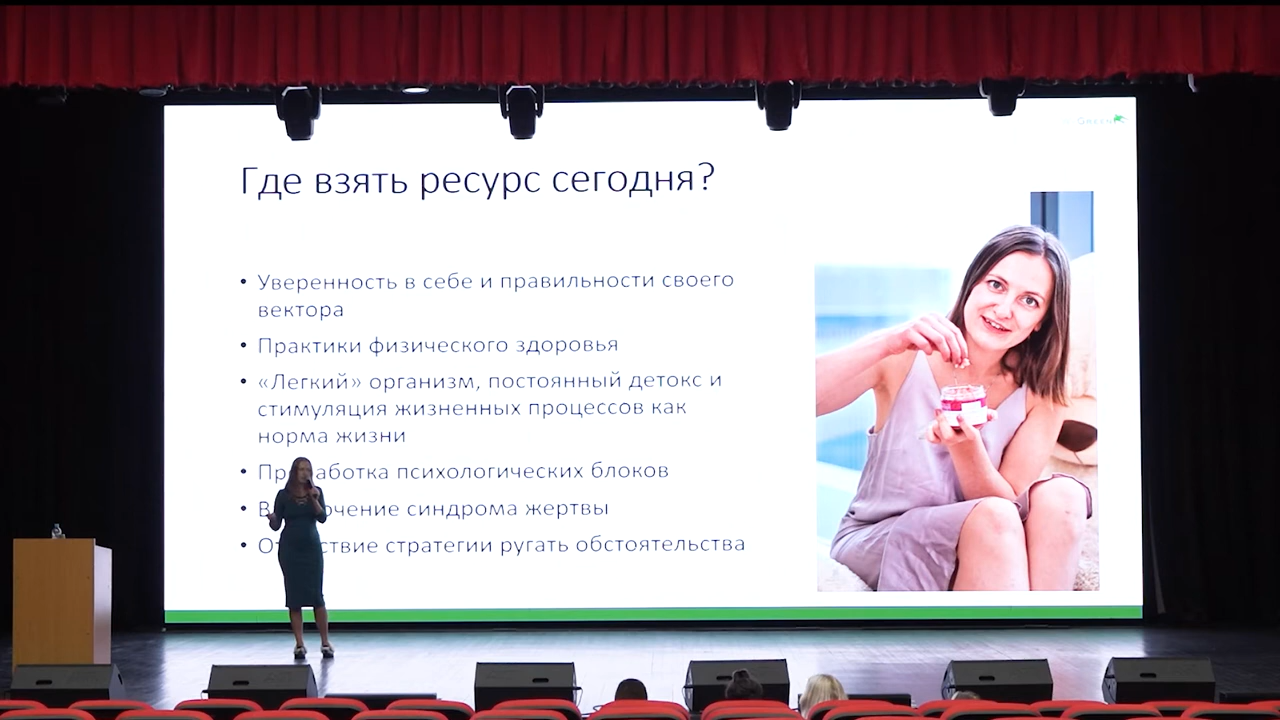 Где взять ресурс сегодня?
• Уверенность в себе и правильности своего
вектора
• Практики физического здоровья
• «Легкий» организм, постоянный детокс и
стимуляция жизненных процессов как
норма жизни
• психологических блоков
• синдрома жертвы
• стратегии ругать обстоятельства